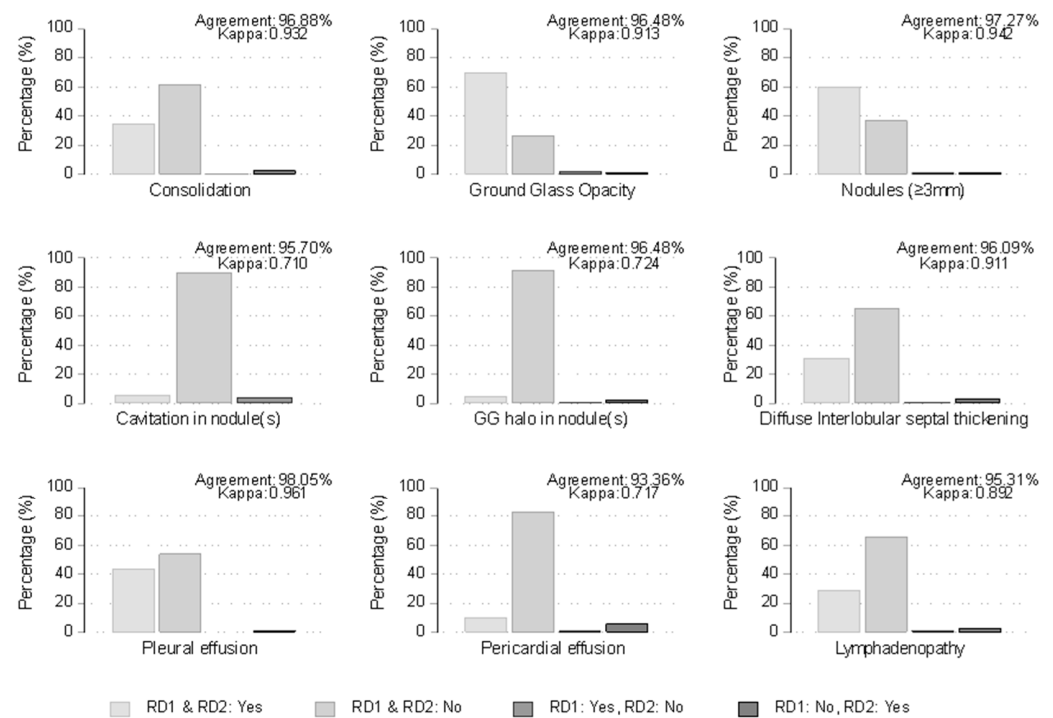 Agreement: 96.88%
Kappa: 0.932
Percentage (%)
100
80
60
40
20
0
Consolidation
Agreement: 96.48%
Kappa: 0.913
Percentage (%)
100
80
60
40
20
0
Ground Glass Opacity
Agreement: 97.27%
Kappa: 0.942
Percentage (%)
100
80
60
40
20
0
Nodules (≥3mm)
Agreement: 95.70%
Kappa: 0.710
Percentage (%)
100
80
60
40
20
0
Cavitation in nodule(s)
Agreement: 96.48%
Kappa: 0.724
Percentage (%)
100
80
60
40
20
0
GG halo in nodule(s)
Agreement: 96.09%
Kappa: 0.911
Percentage (%)
100
80
60
40
20
0
Diffuse Interlobular septal thickening
Agreement: 98.05%
Kappa: 0.961
Percentage (%)
100
80
60
40
20
0
Pleural effusion
Agreement: 93.36%
Kappa: 0.717
Percentage (%)
100
80
60
40
20
0
Pericardial effusion
Agreement: 95.31%
Kappa: 0.892
Percentage (%)
100
80
60
40
20
0
Lymphadenopathy
RD1 & RD2: Yes RD1 & RD2: No RD1: Yes, RD2: No RD1: No, RD2: Yes